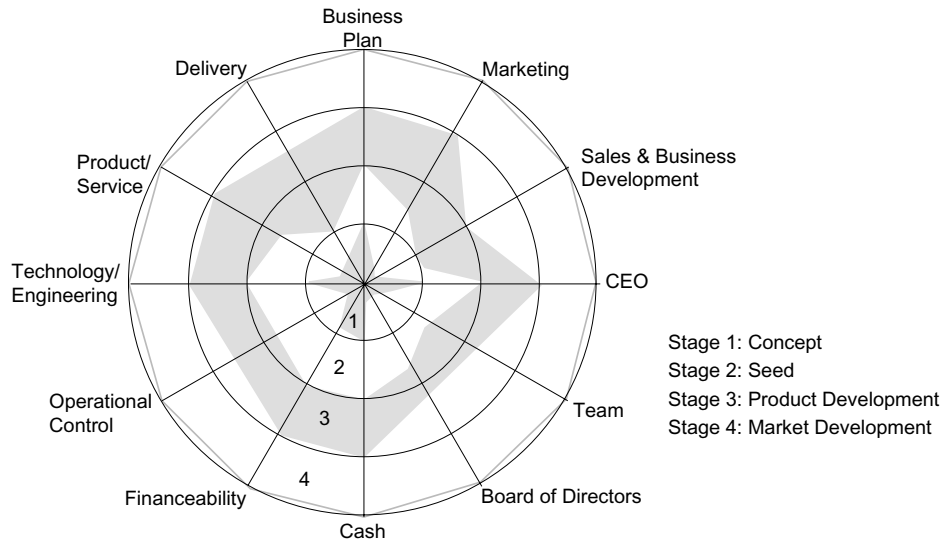 Business
Plan
Delivery
Marketing
Product/
Service
Sales & Business
Development
Technology/
Engineering
CEO
1
2
3
4
Stage 1: Concept
Stage 2: Seed
Stage 3: Product Development
Stage 4: Market Development
Operational
Control
Team
Financeability
Board of Directors
Cash